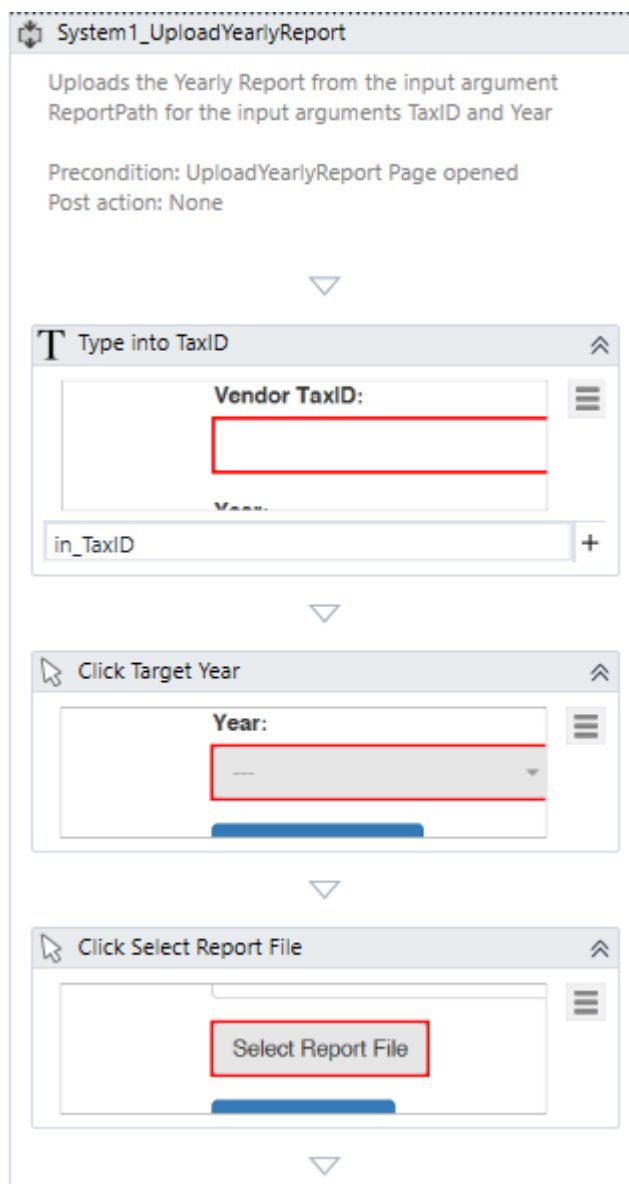 System1_UploadYearlyReport
Uploads the Yearly Report from the input argument
ReportPath for the input arguments TaxID and Year
Precondition: UploadYearlyReport Page opened
Post action: None
Type into TaxID
Vendor TaxID:
Year:
in_TaxID
+
Click Target Year
Year:
---
Click Select Report File
Select Report File